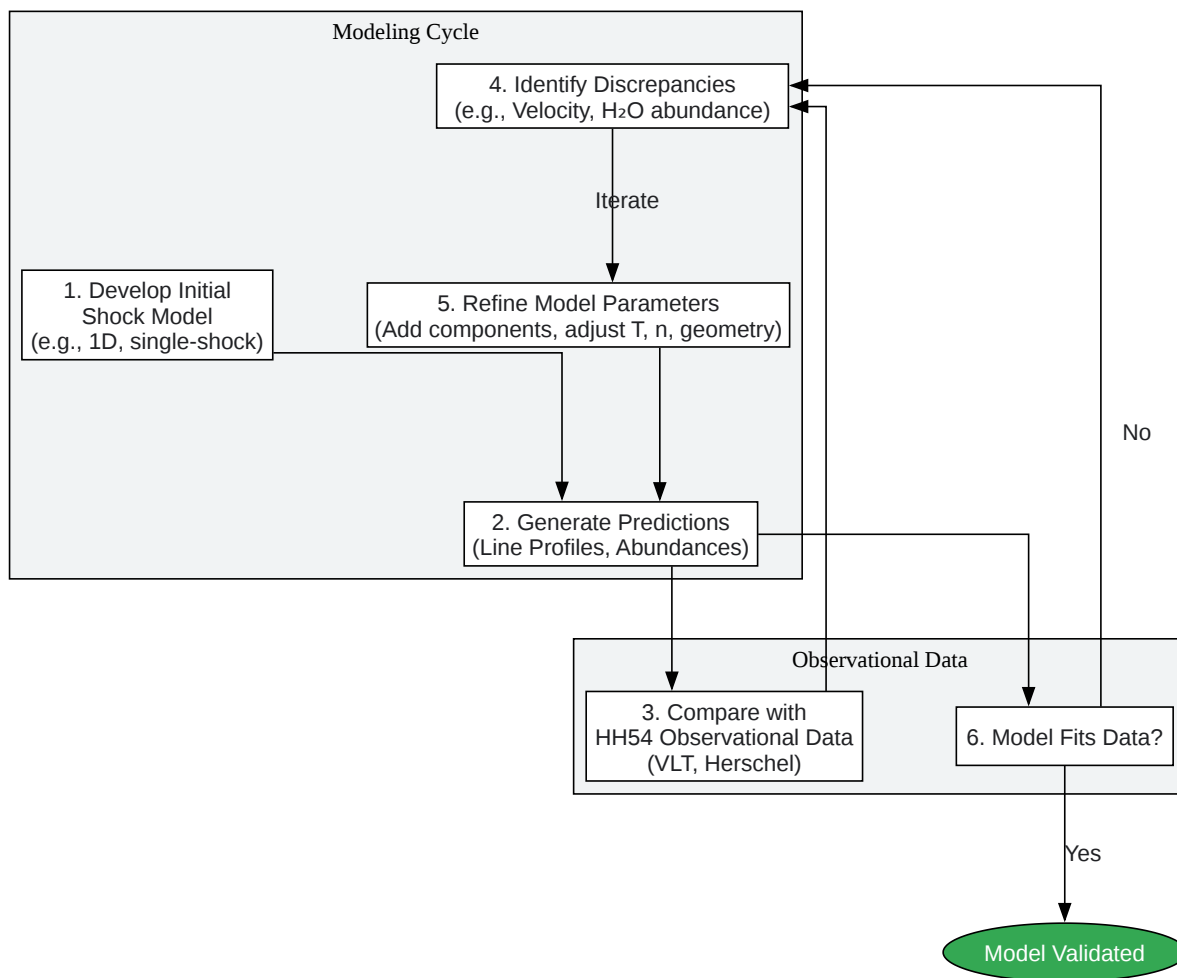 Modeling Cycle
4. Identify Discrepancies
(e.g., Velocity, H₂O abundance)
Iterate
1. Develop Initial
Shock Model
(e.g., 1D, single-shock)
5. Refine Model Parameters
(Add components, adjust T, n, geometry)
No
2. Generate Predictions
(Line Profiles, Abundances)
Observational Data
3. Compare with
HH54 Observational Data
(VLT, Herschel)
6. Model Fits Data?
Yes
Model Validated